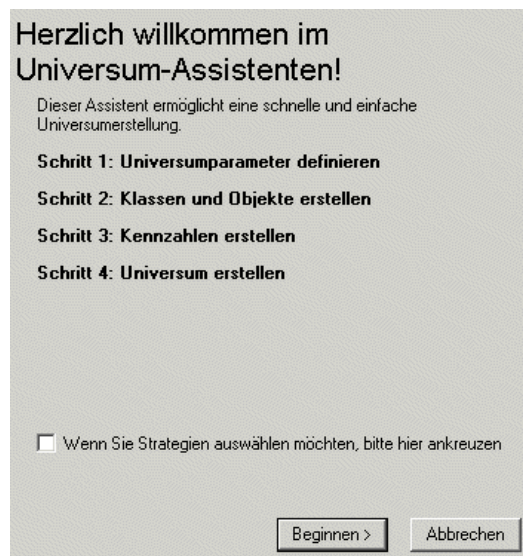 Herzlich willkommen im
Universum-Assistenten!
Dieser Assistent ermöglicht eine schnelle und einfache
Universumerstellung.
Schritt 1: Universumparameter definieren
Schritt 2: Klassen und Objekte erstellen
Schritt 3: Kennzahlen erstellen
Schritt 4: Universum erstellen
Wenn Sie Strategien auswählen möchten, bitte hier ankreuzen
Beginnen >
Abbrechen